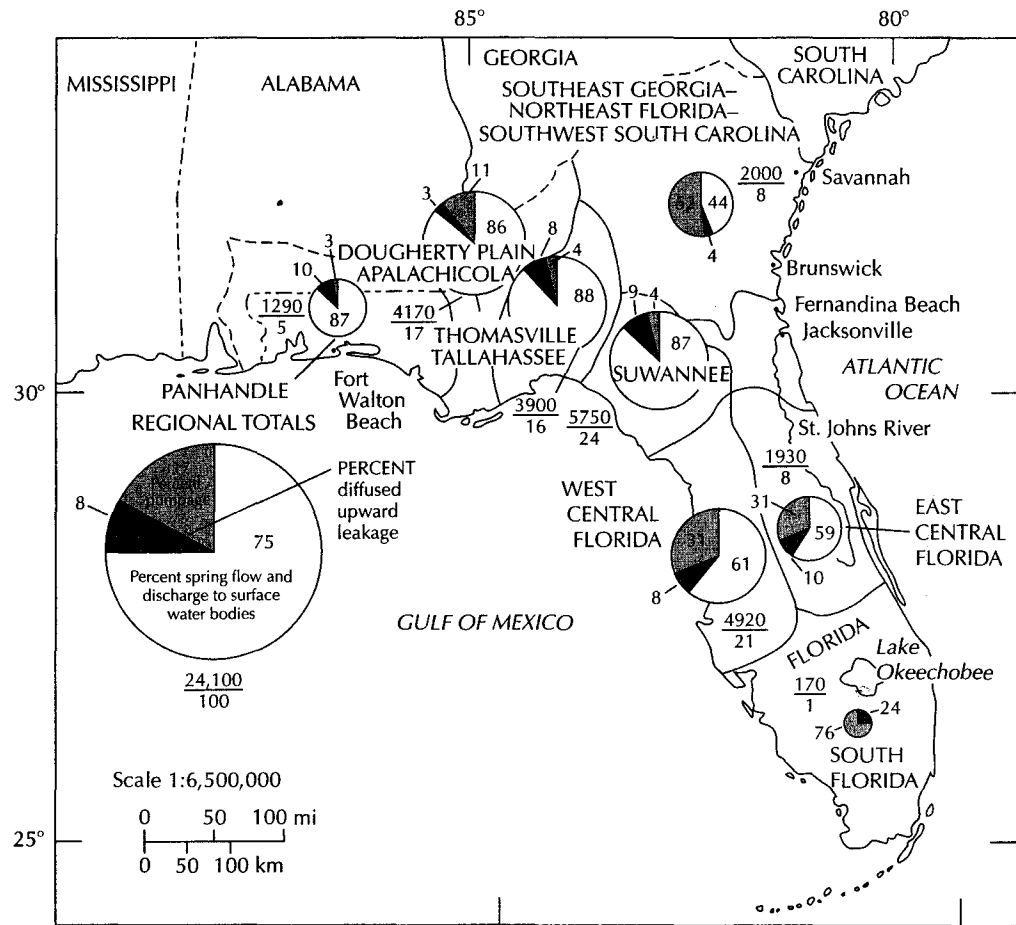 85°
80°
MISSISSIPPI
ALABAMA
GEORGIA
SOUTH
CAROLINA
SOUTHEAST GEORGIA–
NORTHEAST FLORIDA–
SOUTHWEST SOUTH CAROLINA
2000
8
Savannah
52
44
4
11
3
86
DOUGHERTY PLAIN
APALACHICOLA
4170
17
8
4
88
THOMASVILLE
TALLAHASSEE
3900
16
3
10
87
1290
5
PANHANDLE
Fort
Walton
Beach
9
4
87
SUWANNEE
5750
24
Brunswick
Fernandina Beach
Jacksonville
ATLANTIC
OCEAN
30°
St. Johns River
REGIONAL TOTALS
17
Percent
pumpage
8
75
PERCENT
diffused
upward
leakage
Percent spring flow and
discharge to surface
water bodies
24,100
100
WEST
CENTRAL
FLORIDA
31
61
8
4920
21
1930
8
31
59
10
EAST
CENTRAL
FLORIDA
GULF OF MEXICO
FLORIDA
Lake
Okeechobee
170
1
24
76
SOUTH
FLORIDA
Scale 1:6,500,000
0 50 100 mi
0 50 100 km
25°